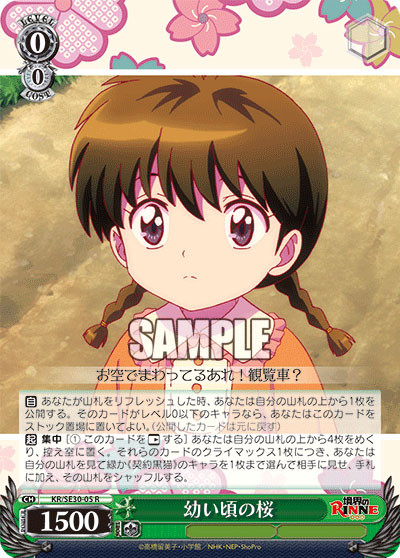 LEVEL
0
0
COST
SAMPLE
お空でまわってるあれ!観覧車?
自 あなたが山札をリフレッシュした時、あなたは自分の山札の上から1枚を
公開する。そのカードがレベル0以下のキャラなら、あなたはこのカードを
ストック置場に置いてよい。(公開したカードは元に戻す)
起 集中 [① このカードを する] あなたは自分の山札の上から4枚をめく
り、控え室に置く。それらのカードのクライマックス1枚につき、あなたは自
分の山札を見て緑か《契約黒猫》のキャラを1枚まで選んで相手に見せ、手札
に加え、その山札をシャッフルする。
CH KR/SE30-05 R
1500
幼い頃の桜
境界の
RINNE
©高橋留美子・小学館/NHK・NEP・ShoPro